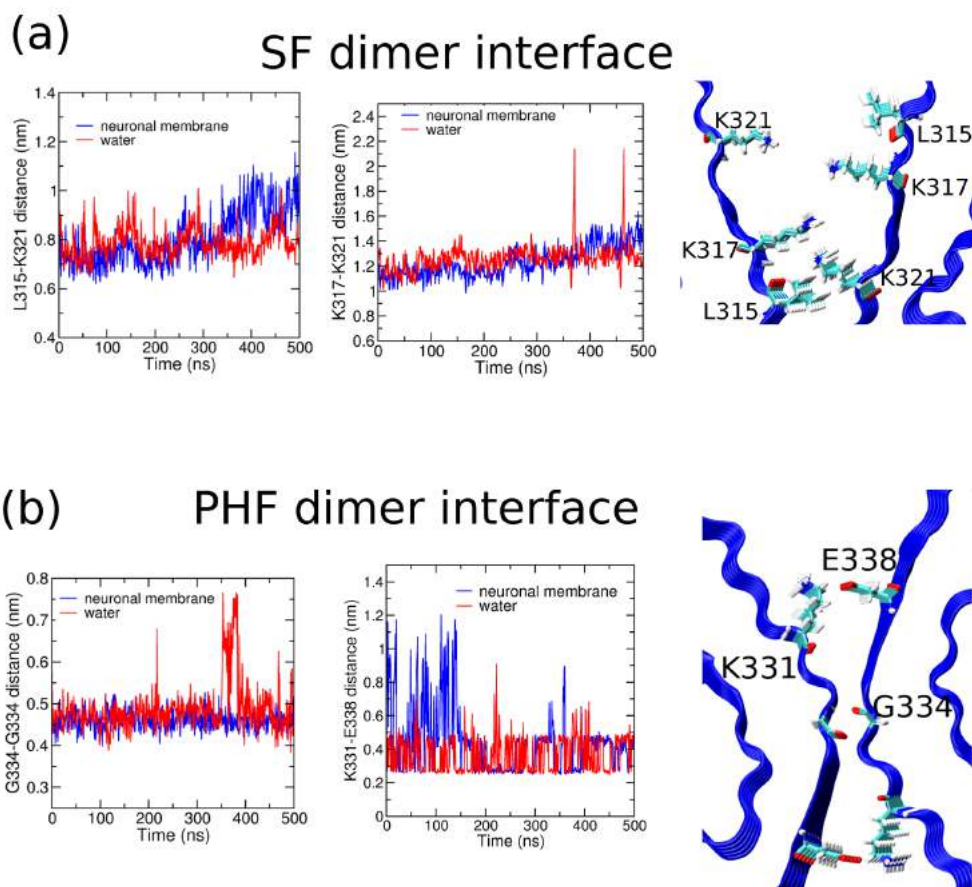 (a)
SF dimer interface
L315-K321 distance (nm)
1.4
1.2
1
0.8
0.6
0.4
neuronal membrane
water
0 100 200 300 400 500
Time (ns)
K317-K321 distance (nm)
2.4
2.2
2
1.8
1.6
1.4
1.2
1
0.8
0.6
neuronal membrane
water
0 100 200 300 400 500
Time (ns)
K321
L315
K317
K317
K321
L315
(b)
PHF dimer interface
G334-G334 distance (nm)
0.8
0.7
0.6
0.5
0.4
0.3
neuronal membrane
water
0 100 200 300 400 500
Time (ns)
K331-E338 distance (nm)
1.4
1.2
1
0.8
0.6
0.4
0.2
0
neuronal membrane
water
0 100 200 300 400 500
Time (ns)
E338
K331
G334